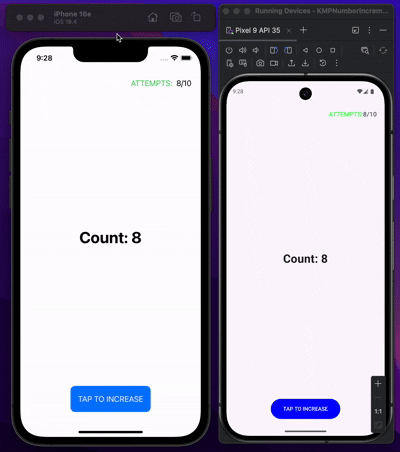 iPhone 16e
iOS 18.4
9:28
ATTEMPTS: 8/10
Count: 8
TAP TO INCREASE
Running Devices - KMPNumberIncrem...
Pixel 9 API 35
9:28
ATTEMPTS: 8/10
Count: 8
TAP TO INCREASE
1:1